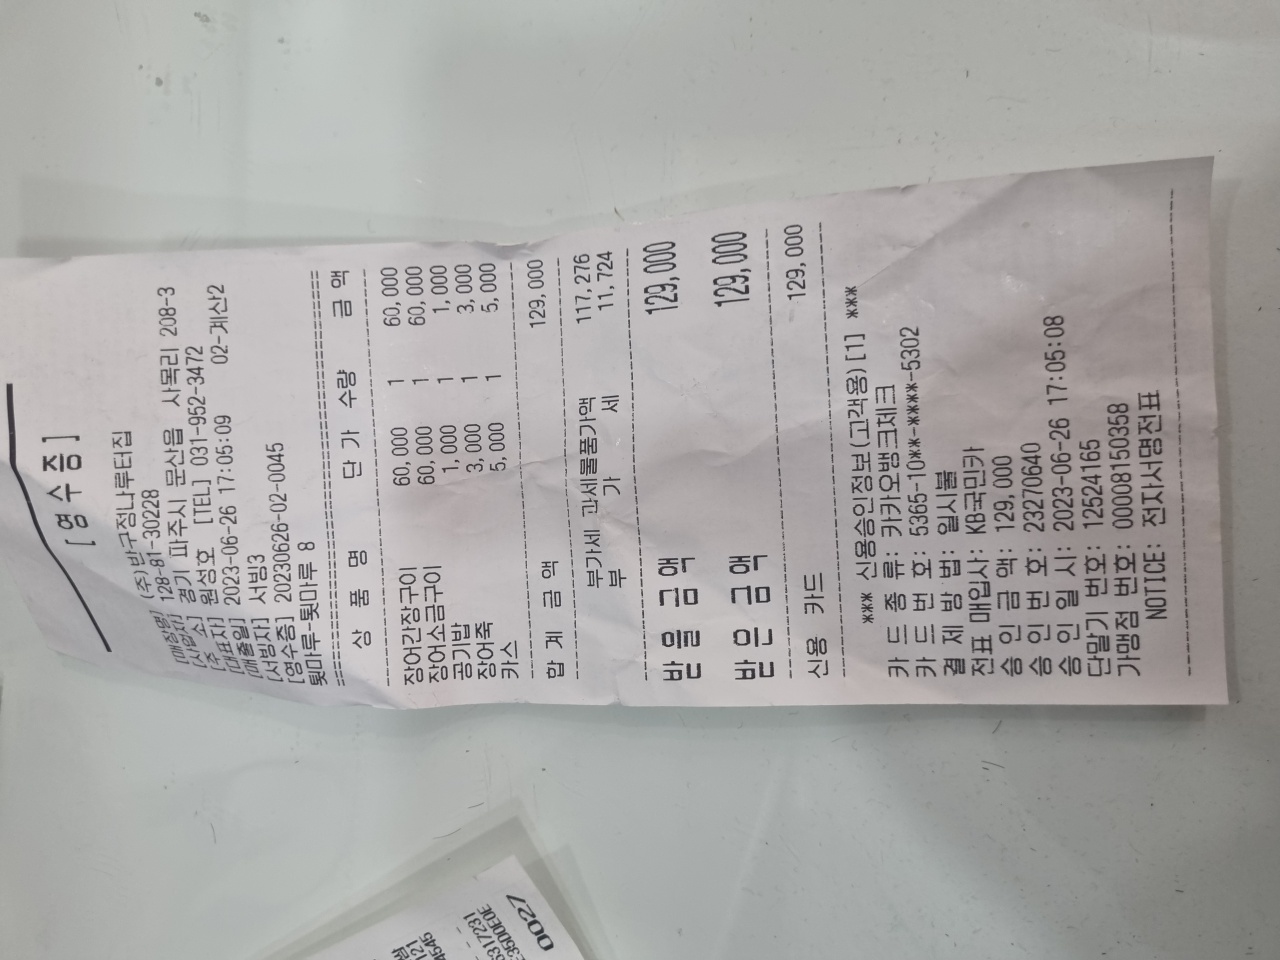 [ 영 수 증 ]
[매장명] (주)반구정나루터집
[사업자] 128-81-30228
[주 소] 경기 파주시 문산읍 사목리 208-3
[대표자] 원성호 [TEL] 031-952-3472
[매출일] 2023-06-26 17:05:09 02-계산2
[서빙자] 서빙3
[영수증] 20230626-02-0045
툇마루 툇마루 8
상 품 명 단 가 수량 금 액
장어간장구이 60,000 1 60,000
장어소금구이 60,000 1 60,000
공기밥 1,000 1 1,000
장어죽 3,000 1 3,000
카스 5,000 1 5,000
합 계 금 액 129,000
부가세 과세물품가액 117,276
부 가 세 11,724
받을 금액 129,000
받은 금액 129,000
신용 카드 129,000
*** 신용승인정보(고객용) [1] ***
카 드 종 류: 카카오뱅크체크
카 드 번 호: 5365-10**-****-5302
결 제 방 법: 일시불
전표 매입사: KB국민카
승 인 금 액: 129,000
승 인 번 호: 23270640
승 인 일 시: 2023-06-26 17:05:08
단말기 번호: 12524165
가맹점 번호: 00008150358
NOTICE: 전자서명전표
0027